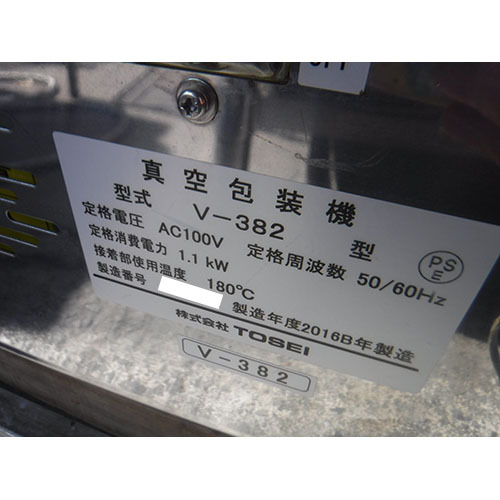 真空包装機
型式 V-382 型
定格電圧 AC100V 定格周波数 50/60Hz
定格消費電力 1.1 kW
接着部使用温度 180℃
製造番号 製造年度2016B年製造
株式会社 TOSEI
V-382
PS
E